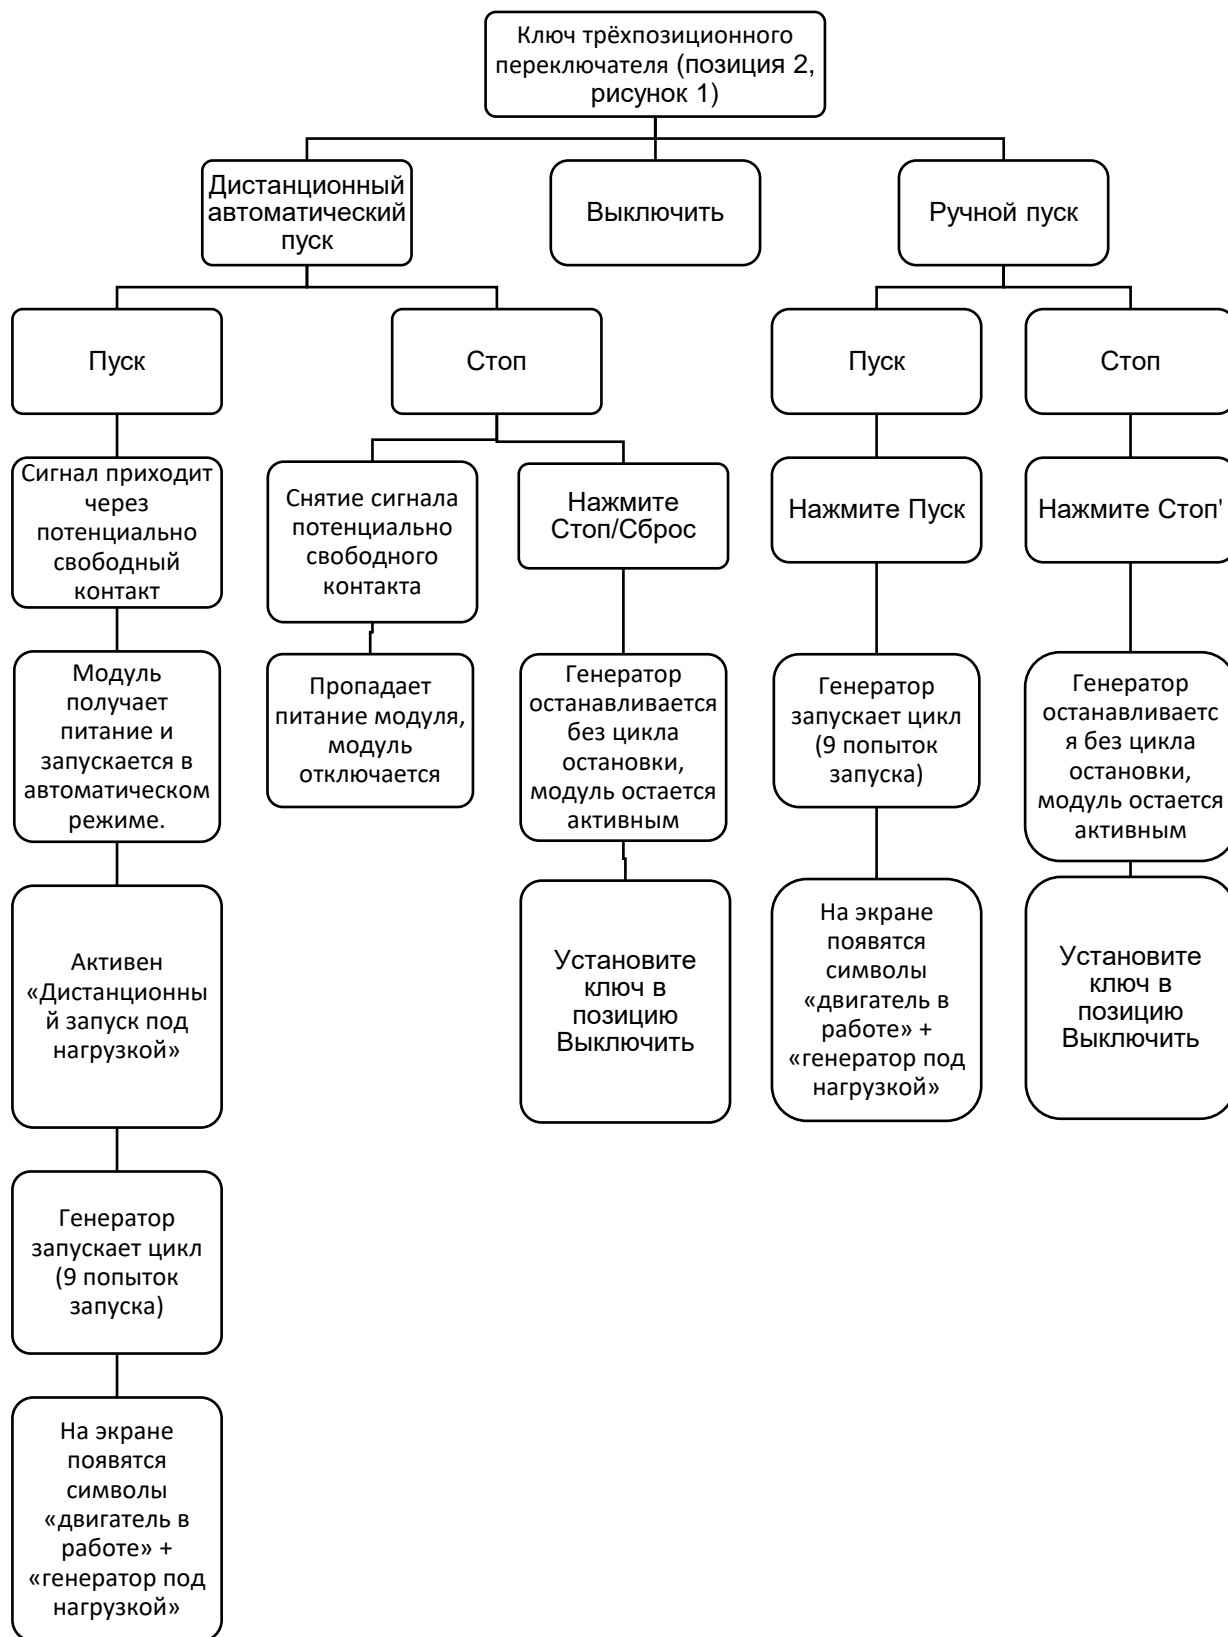 Ключ трёхпозиционного
переключателя (позиция 2,
рисунок 1)
Дистанционный
автоматический
пуск
Выключить
Ручной пуск
Пуск
Стоп
Пуск
Стоп
Сигнал приходит
через
потенциально
свободный
контакт
Снятие сигнала
потенциально
свободного
контакта
Нажмите
Стоп/Сброс
Нажмите Пуск
Нажмите Стоп'
Модуль
получает
питание и
запускается в
автоматическом
режиме.
Пропадает
питание модуля,
модуль
отключается
Генератор
останавливается
без цикла
остановки,
модуль остается
активным
Генератор
запускает цикл
(9 попыток
запуска)
Генератор
останавливаетс
я без цикла
остановки,
модуль остается
активным
Активен
«Дистанционны
й запуск под
нагрузкой»
Установите
ключ в
позицию
Выключить
На экране
появятся
символы
«двигатель в
работе» +
«генератор под
нагрузкой»
Установите
ключ в
позицию
Выключить
Генератор
запускает цикл
(9 попыток
запуска)
На экране
появятся
символы
«двигатель в
работе» +
«генератор под
нагрузкой»